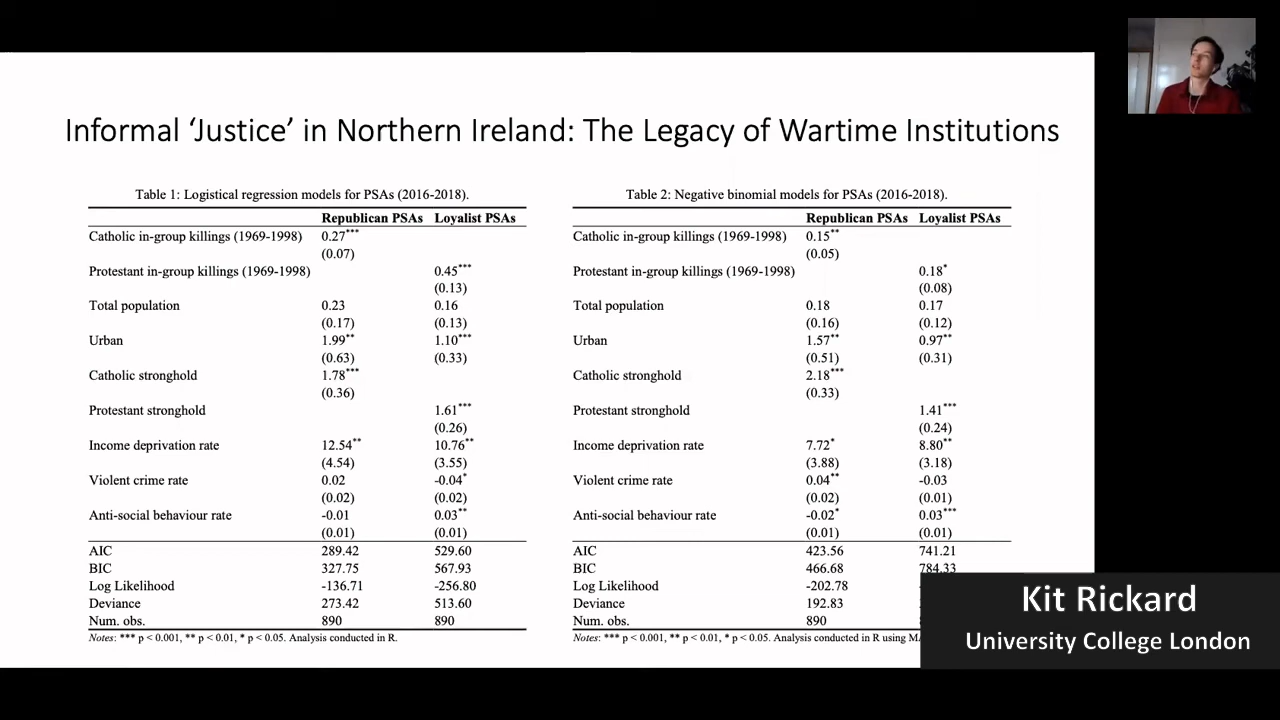 Informal ‘Justice’ in Northern Ireland: The Legacy of Wartime Institutions
Table 1: Logistical regression models for PSAs (2016-2018).
Republican PSAs Loyalist PSAs
Catholic in-group killings (1969-1998) 0.27***
(0.07)
Protestant in-group killings (1969-1998) 0.45***
(0.13)
Total population 0.23 0.16
(0.17) (0.13)
Urban 1.99** 1.10***
(0.63) (0.33)
Catholic stronghold 1.78***
(0.36)
Protestant stronghold 1.61***
(0.26)
Income deprivation rate 12.54** 10.76**
(4.54) (3.55)
Violent crime rate 0.02 -0.04*
(0.02) (0.02)
Anti-social behaviour rate -0.01 0.03**
(0.01) (0.01)
AIC 289.42 529.60
BIC 327.75 567.93
Log Likelihood -136.71 -256.80
Deviance 273.42 513.60
Num. obs. 890 890
Notes: *** p < 0.001, ** p < 0.01, * p < 0.05. Analysis conducted in R.
Table 2: Negative binomial models for PSAs (2016-2018).
Republican PSAs Loyalist PSAs
Catholic in-group killings (1969-1998) 0.15**
(0.05)
Protestant in-group killings (1969-1998) 0.18*
(0.08)
Total population 0.18 0.17
(0.16) (0.12)
Urban 1.57** 0.97**
(0.51) (0.31)
Catholic stronghold 2.18***
(0.33)
Protestant stronghold 1.41***
(0.24)
Income deprivation rate 7.72* 8.80**
(3.88) (3.18)
Violent crime rate 0.04** -0.03
(0.02) (0.01)
Anti-social behaviour rate -0.02* 0.03***
(0.01) (0.01)
AIC 423.56 741.21
BIC 466.68 784.33
Log Likelihood -202.78
Deviance 192.83
Num. obs. 890
Notes: *** p < 0.001, ** p < 0.01, * p < 0.05. Analysis conducted in R using
Kit Rickard
University College London